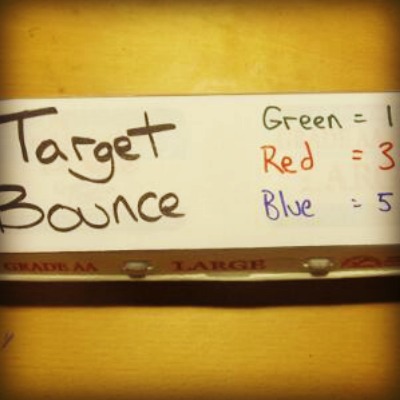 Target
Bounce
Green = 1
Red = 3
Blue = 5
GRADE AA
LARGE